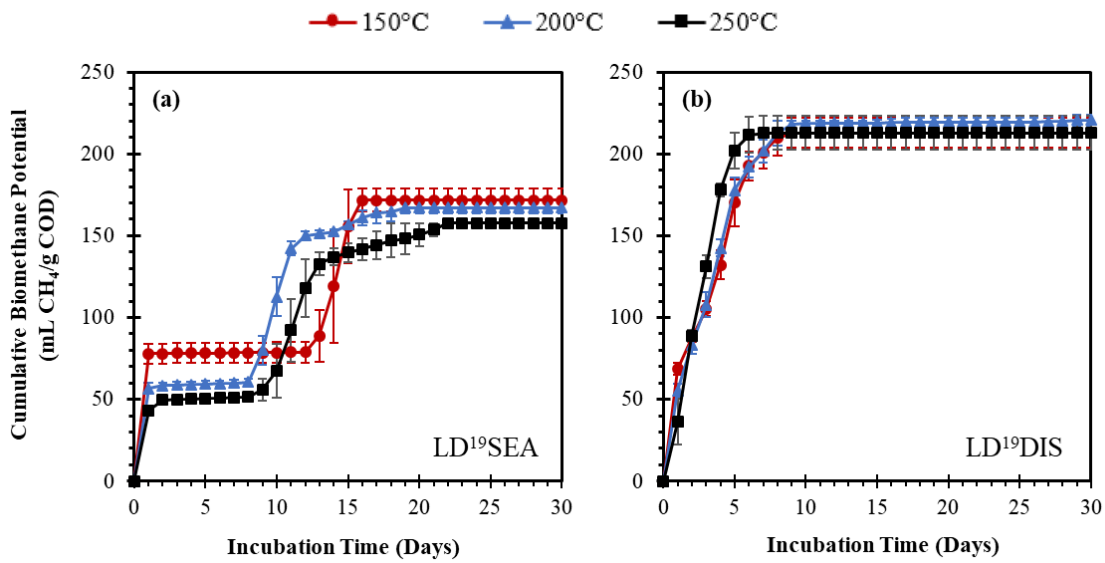 150°C 200°C 250°C
Cumulative Biomethane Potential
(mL CH₄/g COD)
(a)
250
200
150
100
50
0
LD¹⁹SEA
0 5 10 15 20 25 30
Incubation Time (Days)
(b)
250
200
150
100
50
0
LD¹⁹DIS
0 5 10 15 20 25 30
Incubation Time (Days)